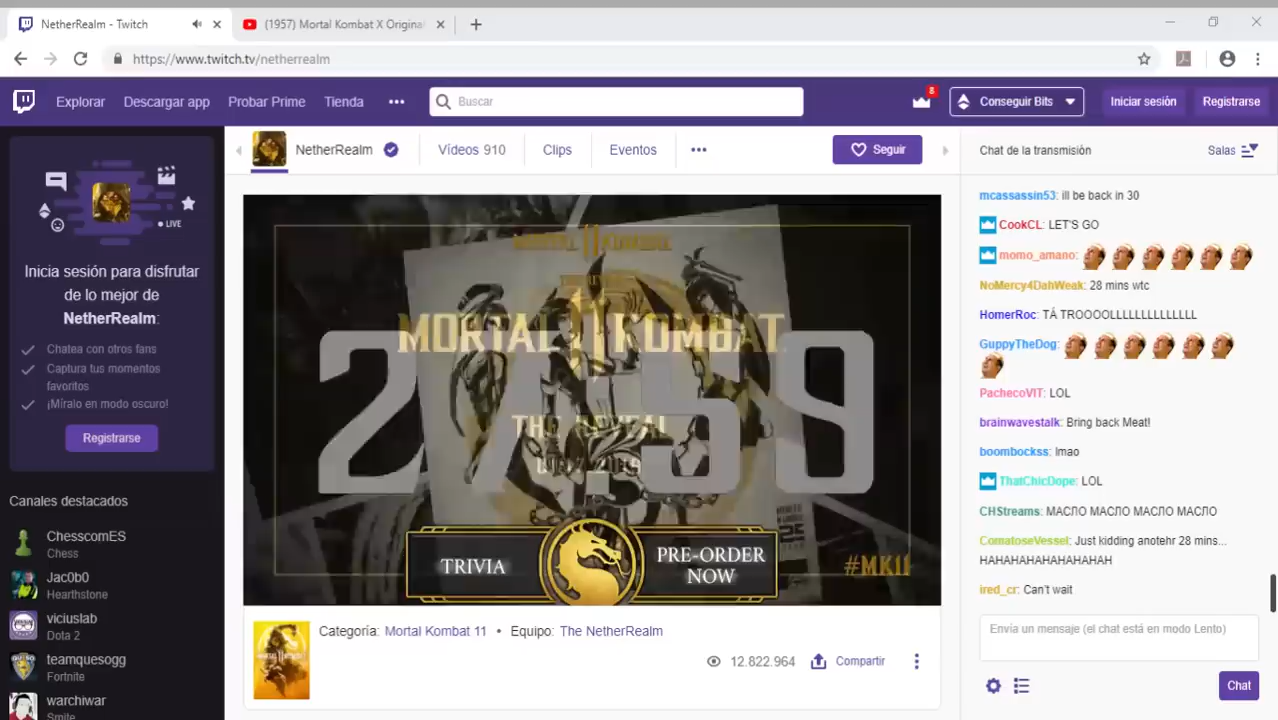 NetherRealm - Twitch
(1957) Mortal Kombat X Origina
https://www.twitch.tv/netherrealm
Explorar
Descargar app
Probar Prime
Tienda
Buscar
8
Conseguir Bits
Iniciar sesión
Registrarse
LIVE
Inicia sesión para disfrutar
de lo mejor de
NetherRealm:
Chatea con otros fans
Captura tus momentos
favoritos
¡Míralo en modo oscuro!
Registrarse
Canales destacados
ChesscomES
Chess
Jac0b0
Hearthstone
viciuslab
Dota 2
teamquesogg
Fortnite
warchiwar
Smite
NetherRealm
Vídeos 910
Clips
Eventos
Seguir
MORTAL KOMBAT
MORTAL KOMBAT
27:59
THE REVEAL
TRIVIA
PRE-ORDER
NOW
#MK11
Categoría: Mortal Kombat 11 • Equipo: The NetherRealm
12.822.964
Compartir
Chat de la transmisión
Salas
mcassassin53: ill be back in 30
CookCL: LET'S GO
momo_amano:
NoMercy4DahWeak: 28 mins wtc
HomerRoc: TÁ TROOOOLLLLLLLLLLLLLL
GuppyTheDog:
PachecoVIT: LOL
brainwavestalk: Bring back Meat!
boombockss: lmao
ThatChicDope: LOL
CHStreams: МАСЛО МАСЛО МАСЛО МАСЛО
ComatoseVessel: Just kidding anotehr 28 mins...
HAHAHAHAHAHAHAHAH
ired_cr: Can't wait
Envía un mensaje (el chat está en modo Lento)
Chat